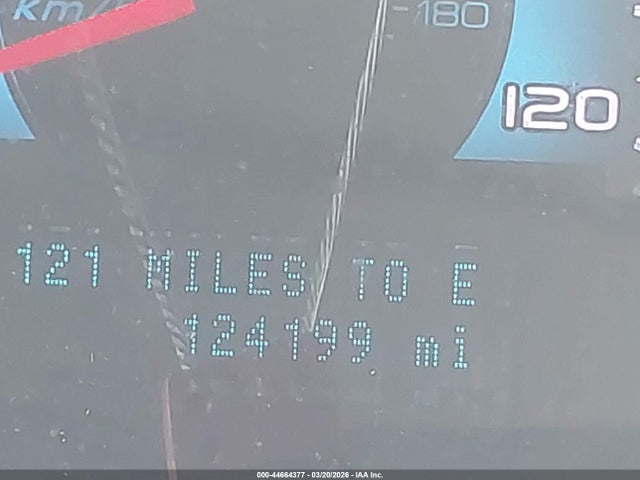 km/
180
120
121 MILES TO E
124199 mi
000-44664377 - 03/20/2026 - IAA Inc.